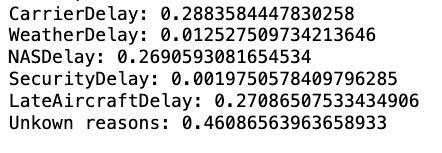 CarrierDelay: 0.2883584447830258
WeatherDelay: 0.012527509734213646
NASDelay: 0.2690593081654534
SecurityDelay: 0.0019750578409796285
LateAircraftDelay: 0.27086507533434906
Unkown reasons: 0.46086563963658933